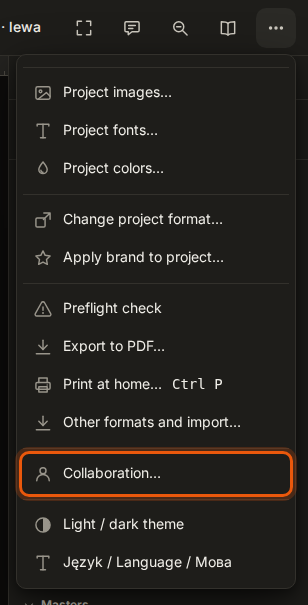 · Iewa
Project images...
Project fonts...
Project colors...
Change project format...
Apply brand to project...
Preflight check
Export to PDF...
Print at home... Ctrl P
Other formats and import...
Collaboration...
Light / dark theme
Język / Language / Мова
Masters